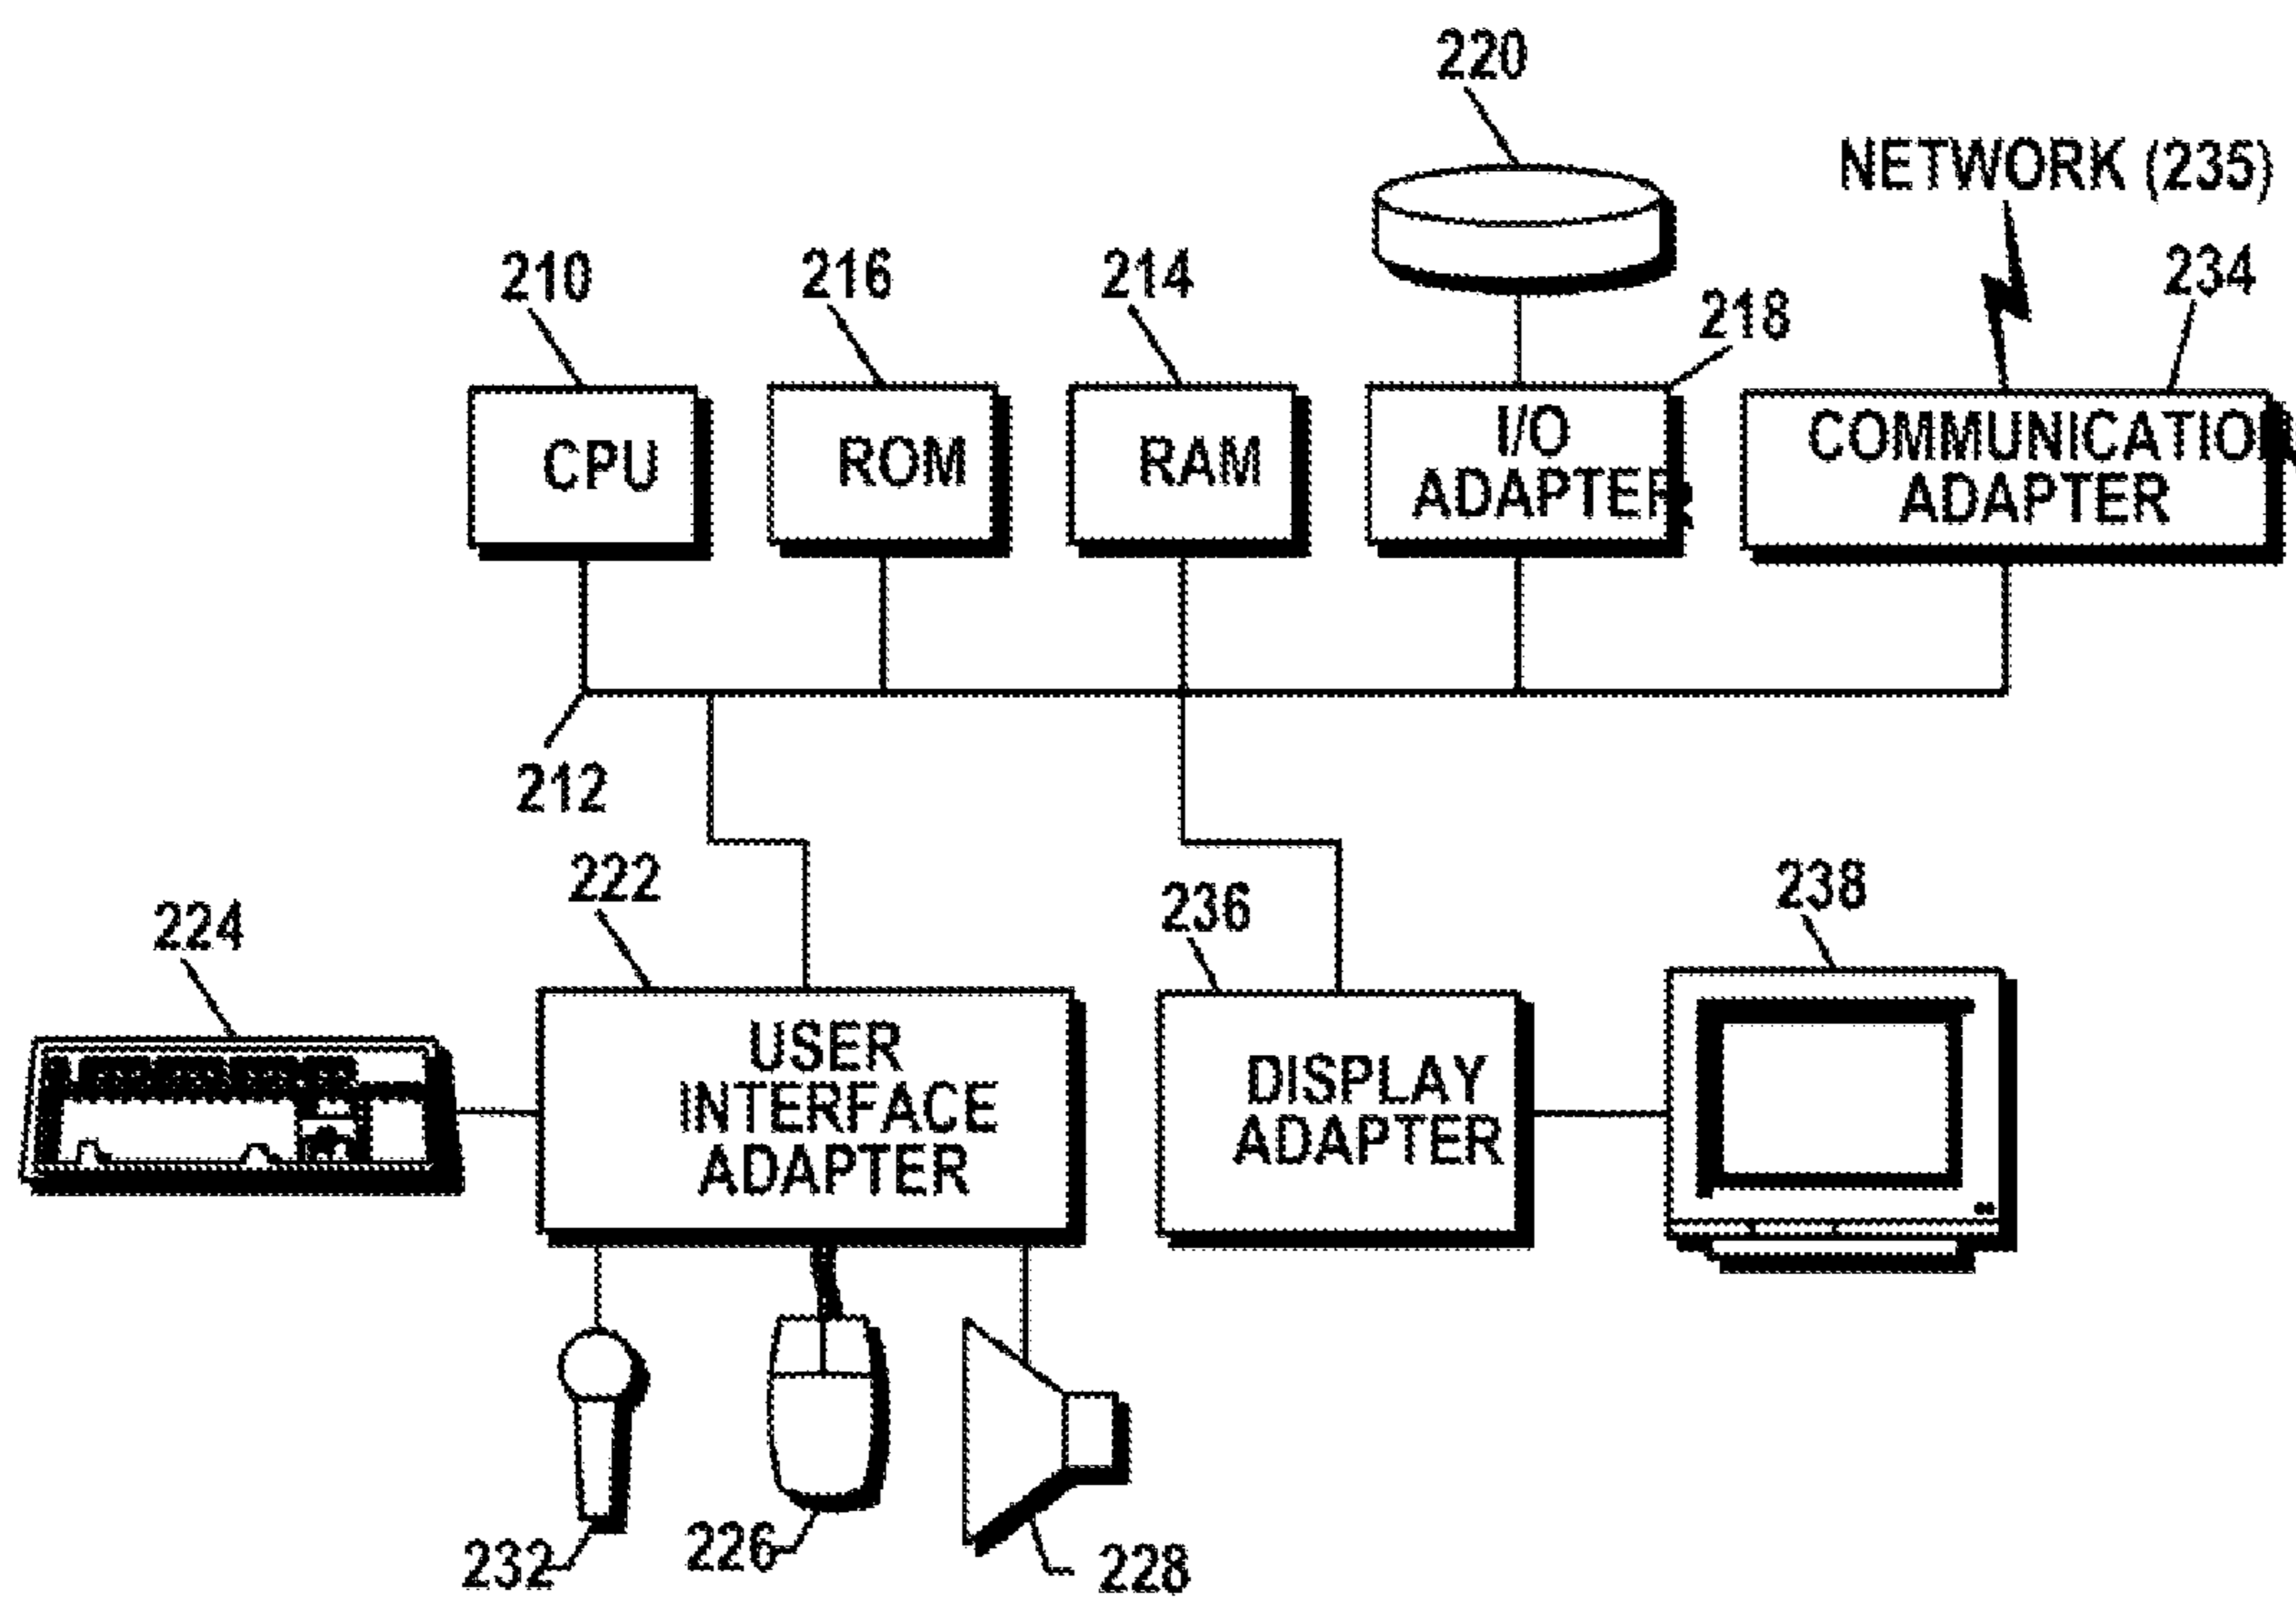 220
NETWORK (235)
210
216
214
218
234
CPU
ROM
RAM
I/O
ADAPTER
COMMUNICATION
ADAPTER
212
222
224
236
238
USER
INTERFACE
ADAPTER
DISPLAY
ADAPTER
232
226
228